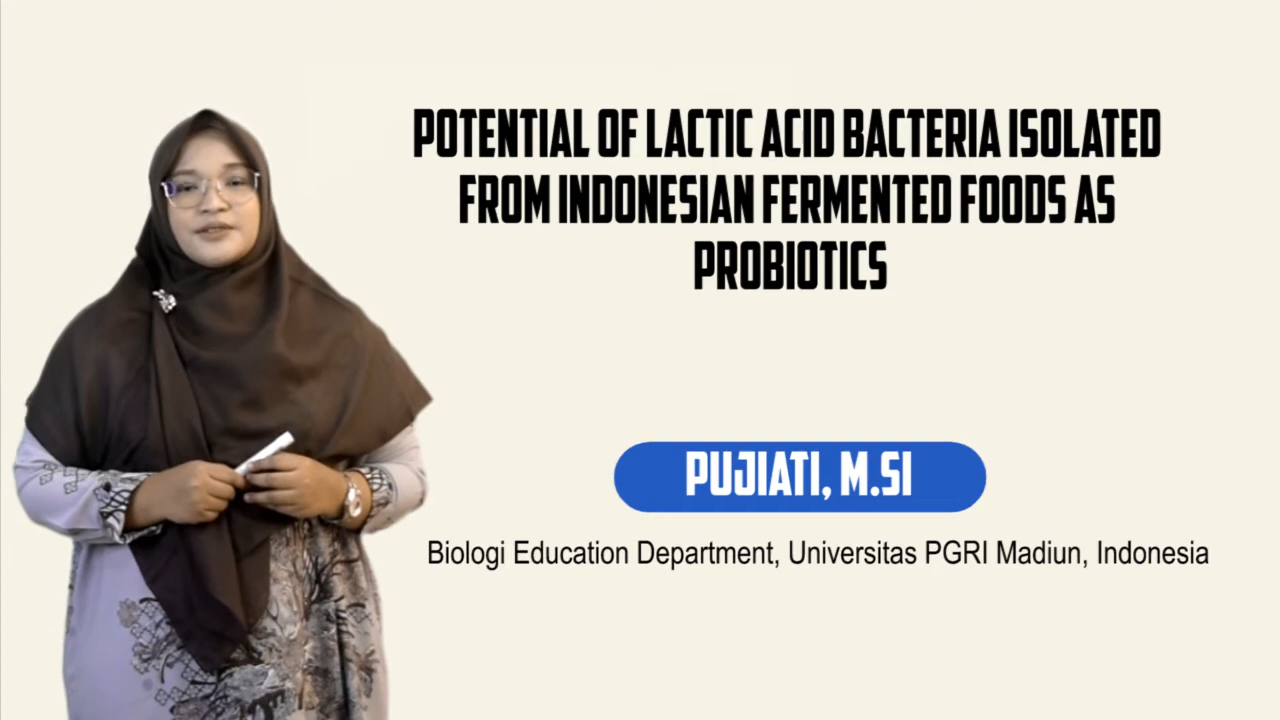 POTENTIAL OF LACTIC ACID BACTERIA ISOLATED
FROM INDONESIAN FERMENTED FOODS AS
PROBIOTICS
PUJIATI, M.SI
Biologi Education Department, Universitas PGRI Madiun, Indonesia